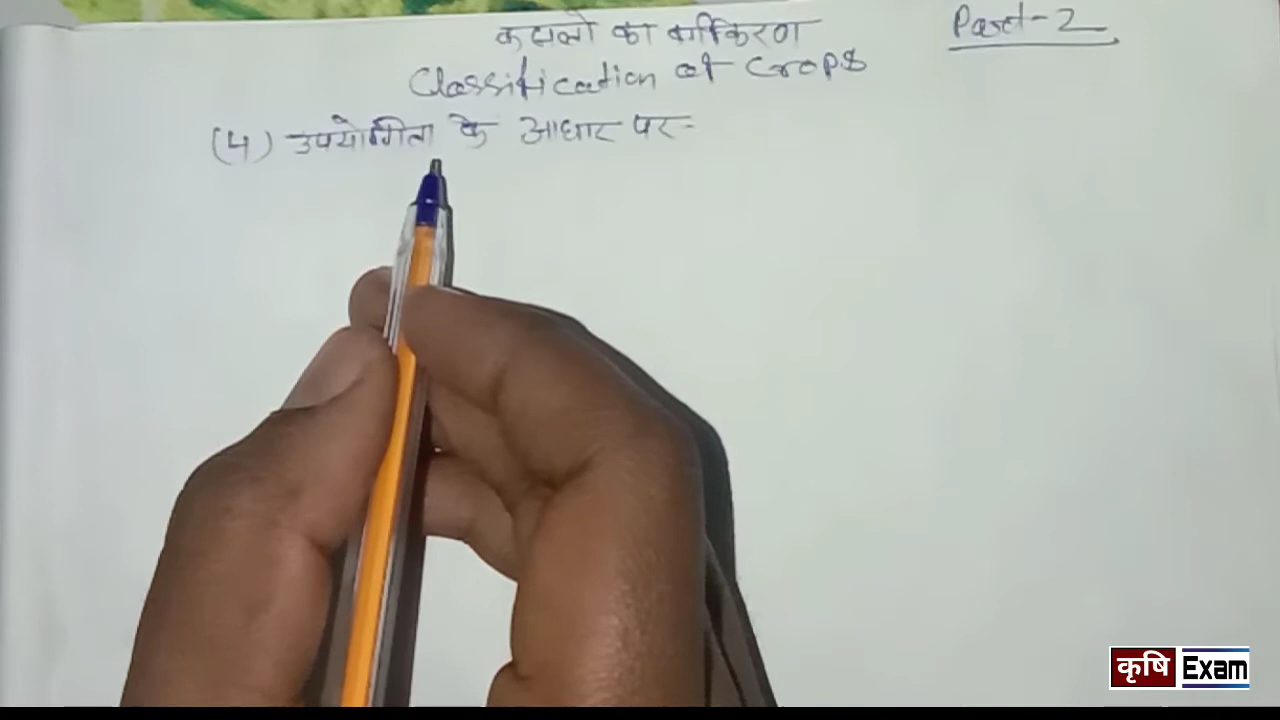 फसलो का वर्गीकरण
Part-2
Classification of Crops
(4) उपयोगिता के आधार पर-
कृषि Exam